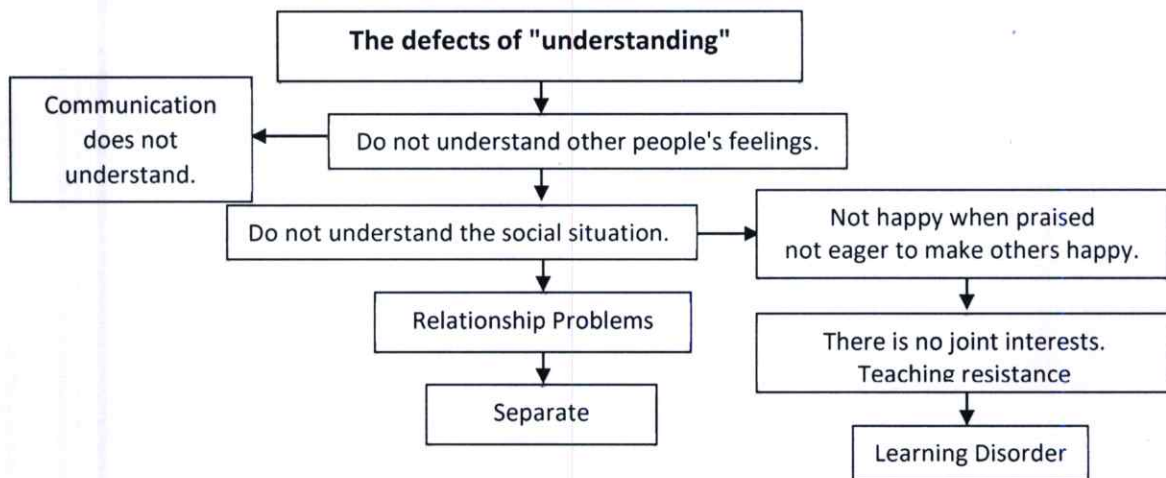 The defects of "understanding"
Communication
does not
understand.
Do not understand other people's feelings.
Do not understand the social situation.
Not happy when praised
not eager to make others happy.
Relationship Problems
There is no joint interests.
Teaching resistance
Separate
Learning Disorder